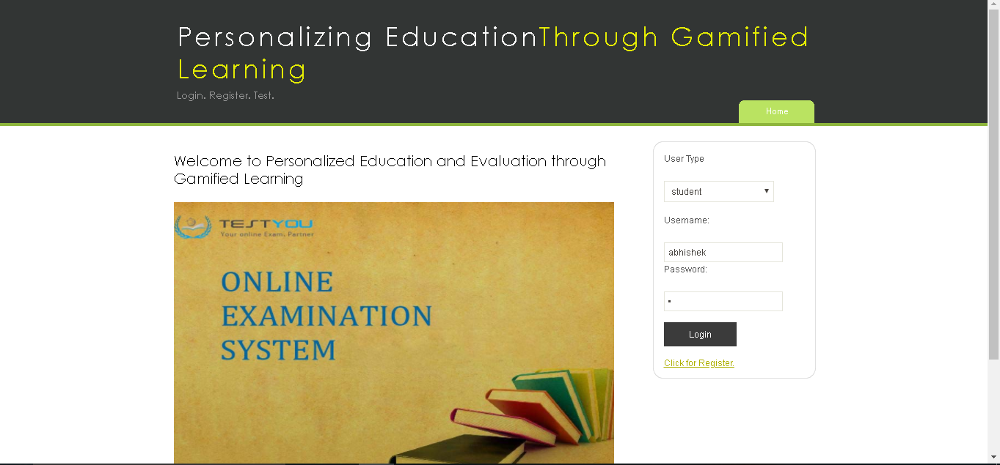 Personalizing EducationThrough Gamified
Learning
Login. Register. Test.
Home
Welcome to Personalized Education and Evaluation through
Gamified Learning
TESTYOU
Your online Exam. Partner
ONLINE
EXAMINATION
SYSTEM
User Type
student
Username:
abhishek
Password:
Login
Click for Register.